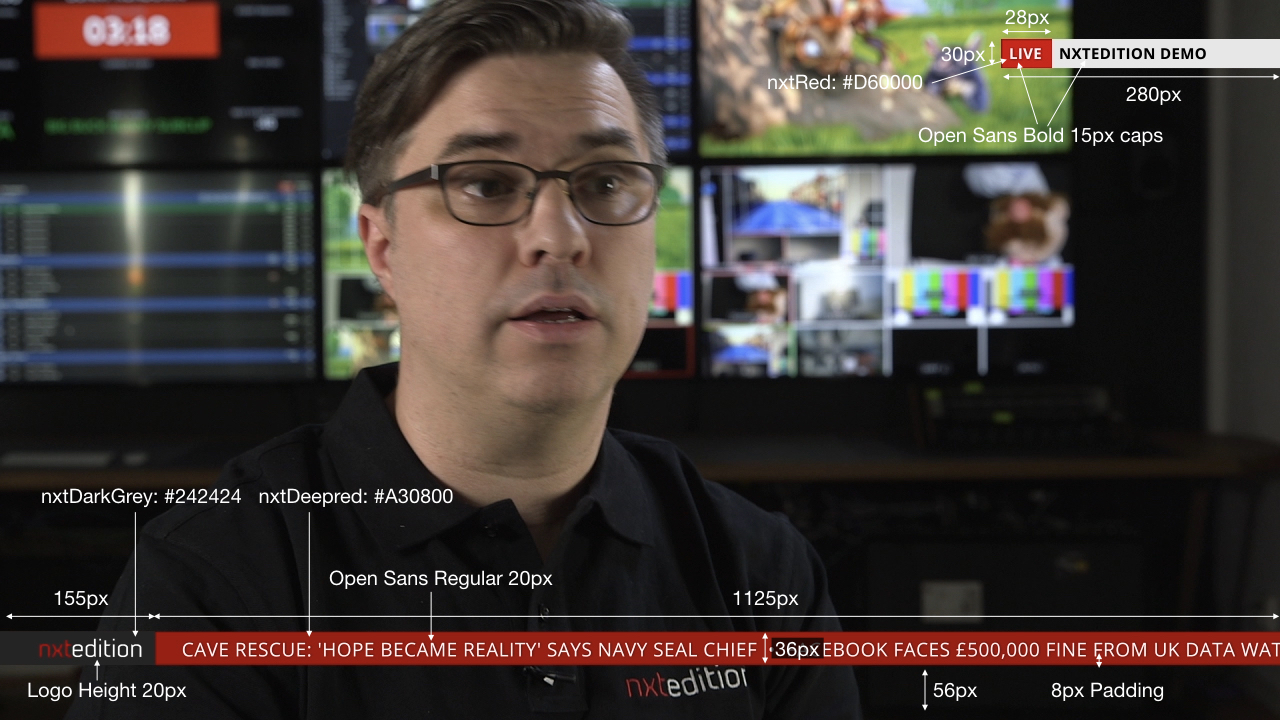 03:18
28px
30px
LIVE NXTEDITION DEMO
nxtRed: #D60000
280px
Open Sans Bold 15px caps
nxtDarkGrey: #242424 nxtDeepred: #A30800
Open Sans Regular 20px
155px
1125px
nxtedition
CAVE RESCUE: 'HOPE BECAME REALITY' SAYS NAVY SEAL CHIEF
36px
EBOOK FACES £500,000 FINE FROM UK DATA WAT
nxtedition
Logo Height 20px
56px
8px Padding